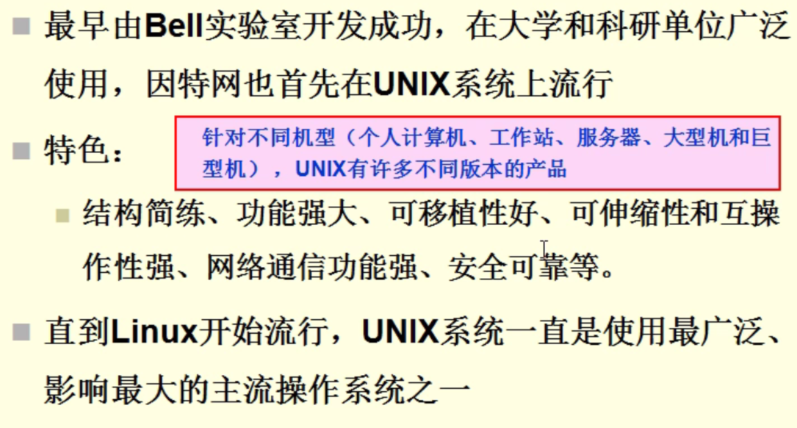 最早由Bell实验室开发成功，在大学和科研单位广泛
使用，因特网也首先在UNIX系统上流行
特色：
针对不同机型（个人计算机、工作站、服务器、大型机和巨
型机），UNIX有许多不同版本的产品
结构简练、功能强大、可移植性好、可伸缩性和互操
作性强、网络通信功能强、安全可靠等。
直到Linux开始流行，UNIX系统一直是使用最广泛、
影响最大的主流操作系统之一